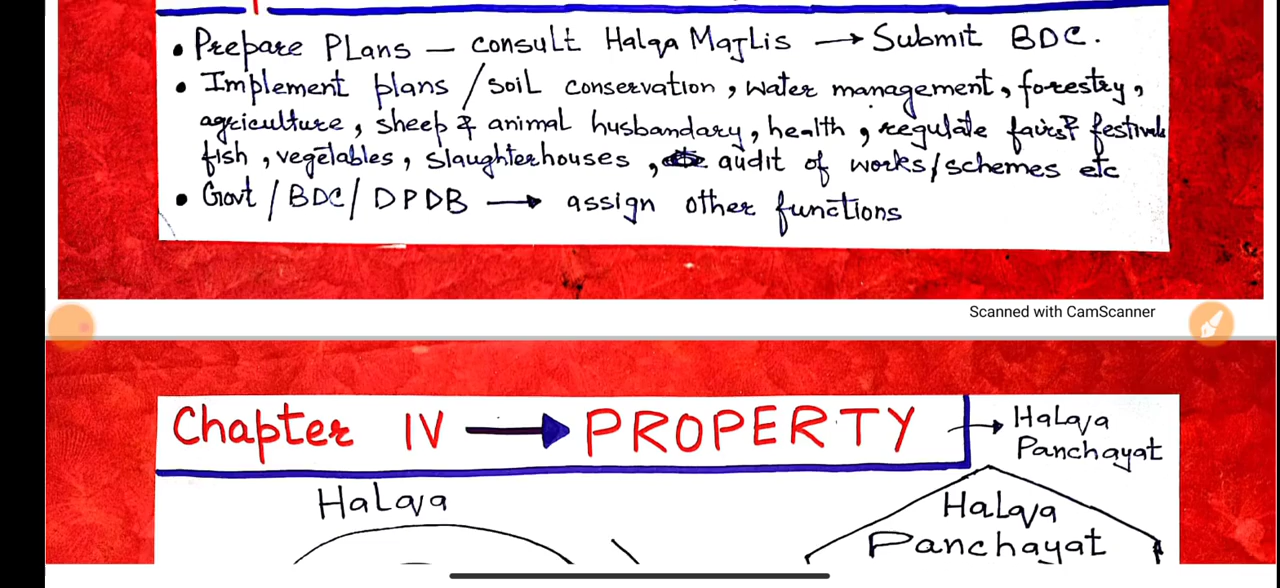 • Prepare Plans — consult Halqa Majlis → Submit BDC.
• Implement plans / soil conservation, water management, forestry,
agriculture, sheep & animal husbandary, health, regulate fairs & festivals
fish, vegetables, slaughterhouses, audit of works/schemes etc
• Govt / BDC / DPDB → assign other functions
Scanned with CamScanner
Chapter IV → PROPERTY → Halqa
Panchayat
Halqa
Halqa
Panchayat